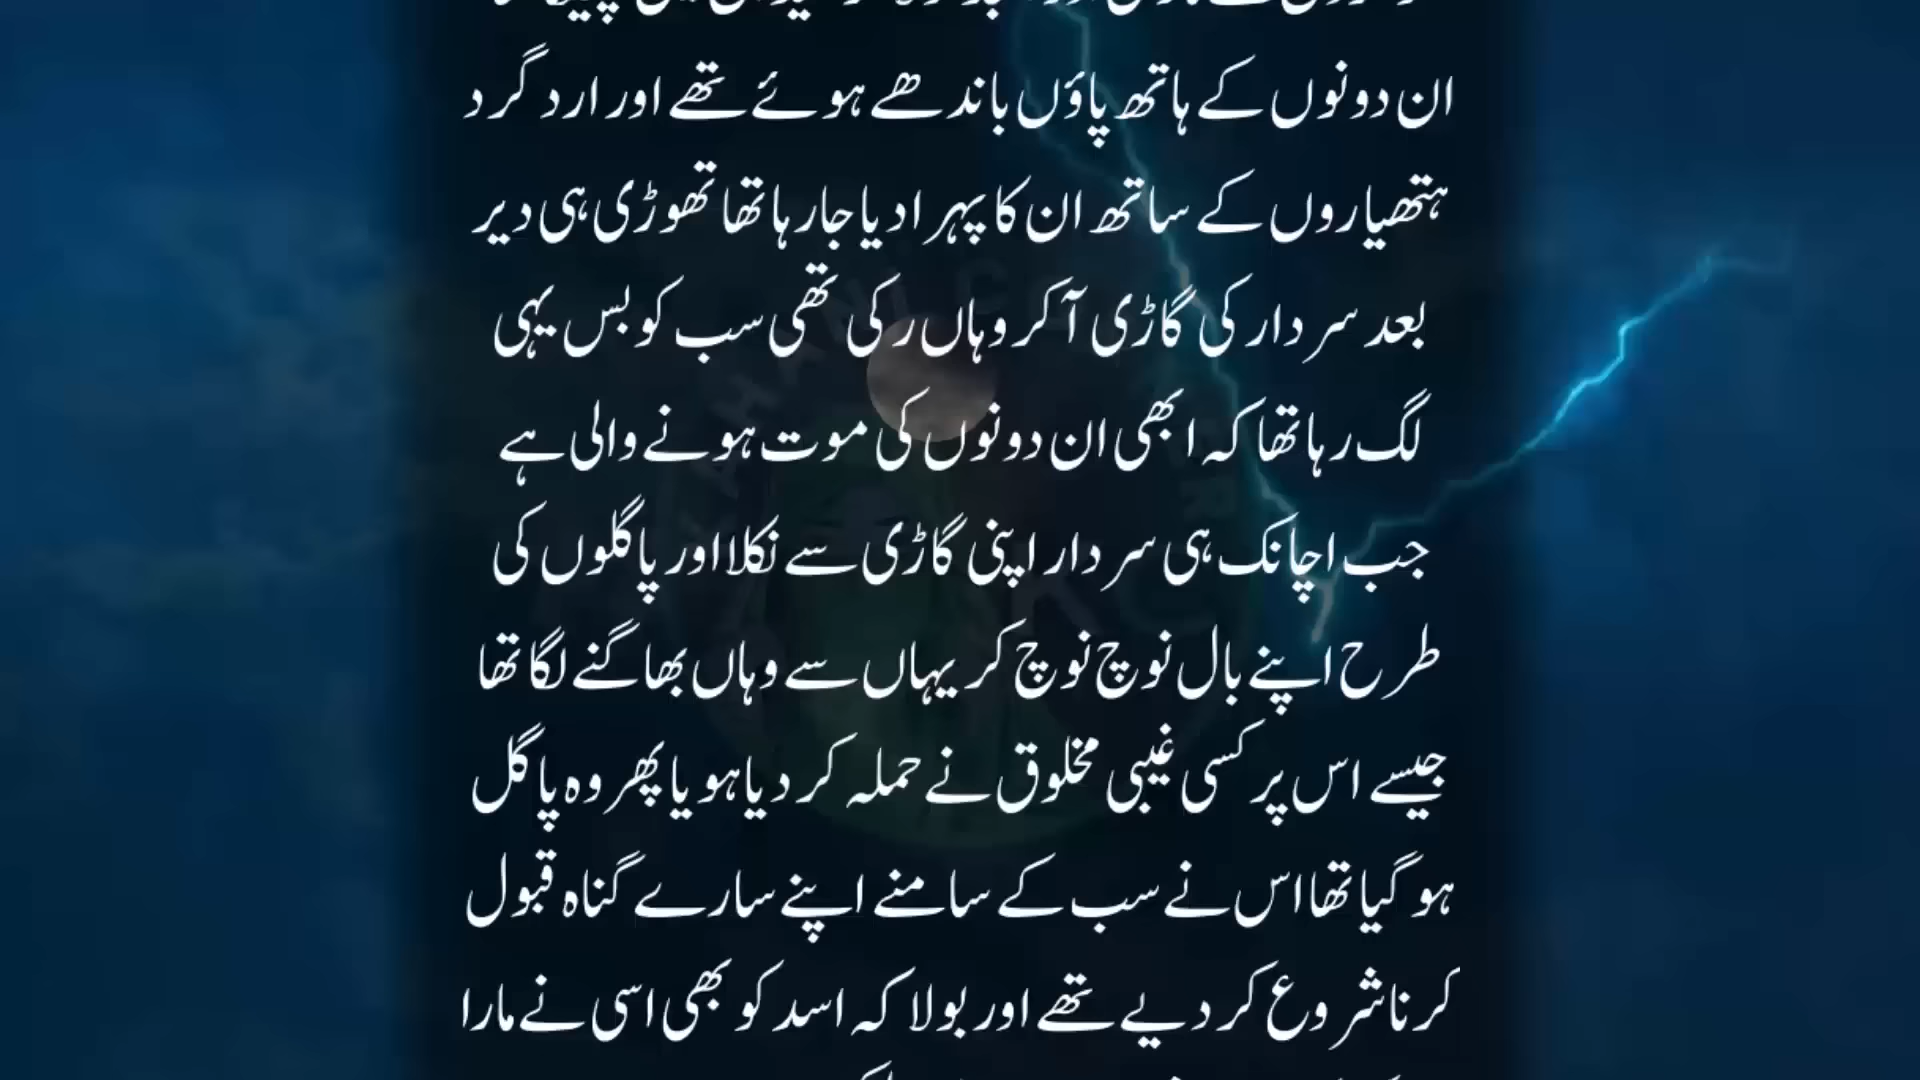 ان دونوں کے ہاتھ پاؤں باندھے ہوئے تھے اور ارد گرد
ہتھیاروں کے ساتھ ان کا پہرا دیا جا رہا تھا تھوڑی ہی دیر
بعد سردار کی گاڑی آ کر وہاں رکی تھی سب کو بس یہی
لگ رہا تھا کہ ابھی ان دونوں کی موت ہونے والی ہے
جب اچانک ہی سردار اپنی گاڑی سے نکلا اور پاگلوں کی
طرح اپنے بال نوچ نوچ کر یہاں سے وہاں بھاگنے لگا تھا
جیسے اس پر کسی غیبی مخلوق نے حملہ کر دیا ہو یا پھر وہ پاگل
ہو گیا تھا اس نے سب کے سامنے اپنے سارے گناہ قبول
کرنا شروع کر دیے تھے اور بولا کہ اسد کو بھی اسی نے مارا